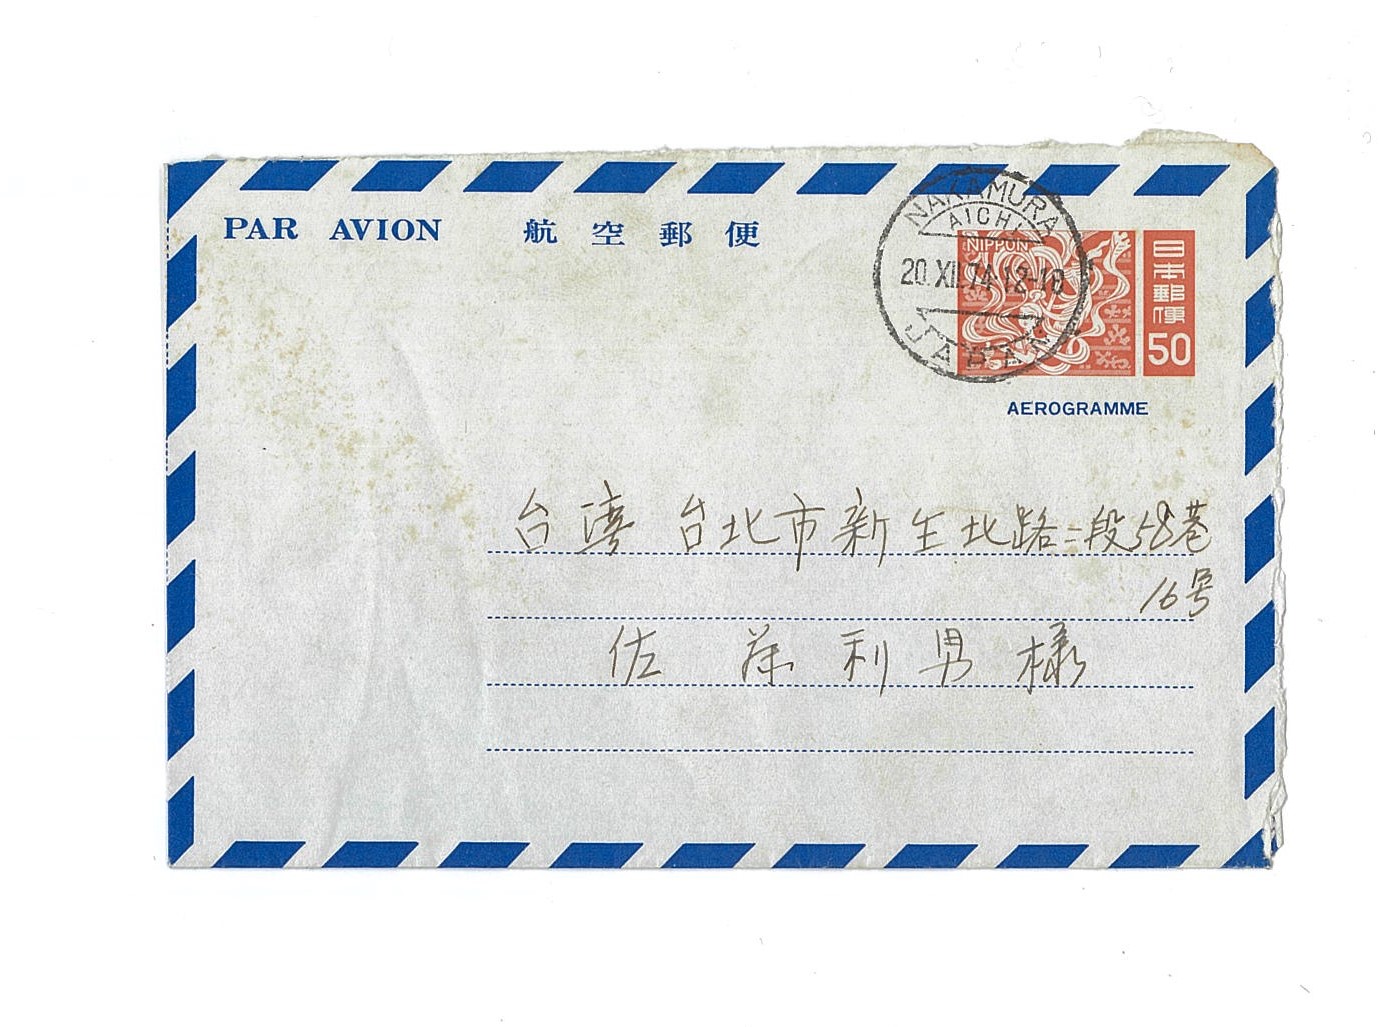 PAR AVION 航空郵便
NAKAMURA
AICHI
20.XII.74.12-18
JAPAN
NIPPON
日本郵便
50
AEROGRAMME
台湾 台北市新生北路二段58巷
16号
佐藤利男様